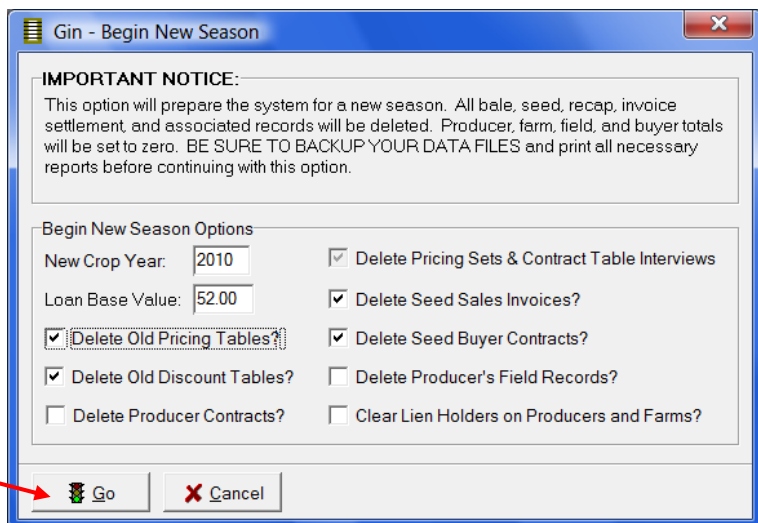 Gin - Begin New Season
IMPORTANT NOTICE:
This option will prepare the system for a new season. All bale, seed, recap, invoice
settlement, and associated records will be deleted. Producer, farm, field, and buyer totals
will be set to zero. BE SURE TO BACKUP YOUR DATA FILES and print all necessary
reports before continuing with this option.
Begin New Season Options
New Crop Year: 2010
Loan Base Value: 52.00
Delete Old Pricing Tables?
Delete Old Discount Tables?
Delete Producer Contracts?
Delete Pricing Sets & Contract Table Interviews
Delete Seed Sales Invoices?
Delete Seed Buyer Contracts?
Delete Producer's Field Records?
Clear Lien Holders on Producers and Farms?
Go
Cancel